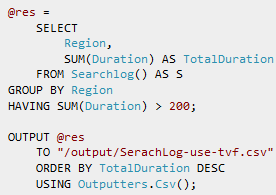 @res =
    SELECT
        Region,
        SUM(Duration) AS TotalDuration
    FROM Searchlog() AS S
GROUP BY Region
HAVING SUM(Duration) > 200;

OUTPUT @res
    TO "/output/SerachLog-use-tvf.csv"
    ORDER BY TotalDuration DESC
    USING Outputters.Csv();